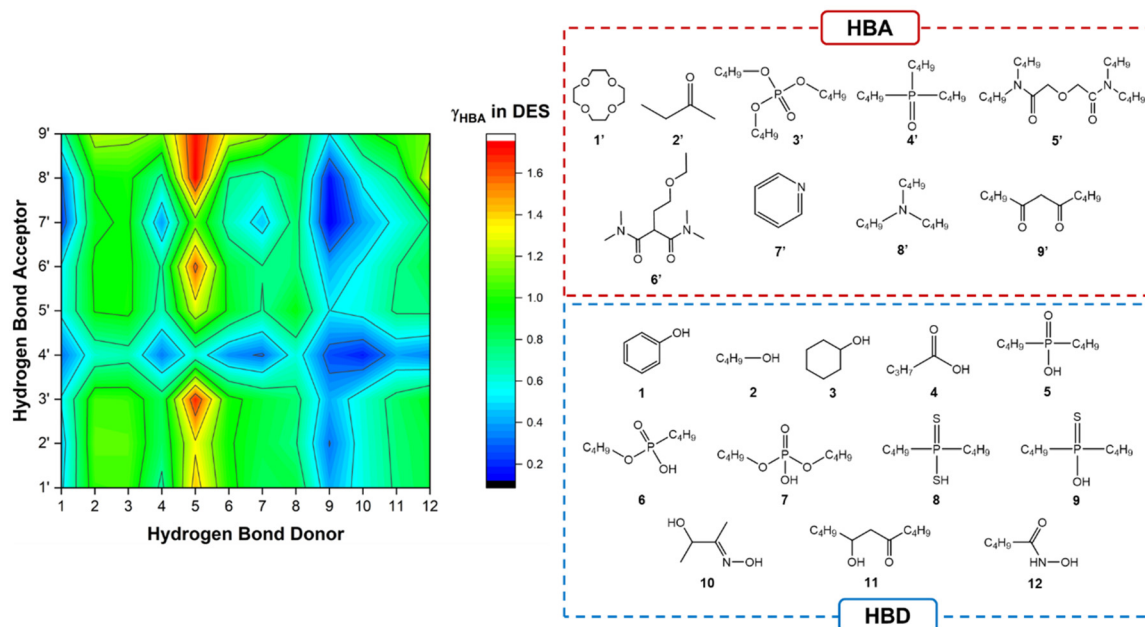 γHBA in DES
Hydrogen Bond Acceptor
9'
8'
7'
6'
5'
4'
3'
2'
1'
1 2 3 4 5 6 7 8 9 10 11 12
Hydrogen Bond Donor
1.6
1.4
1.2
1.0
0.8
0.6
0.4
0.2
HBA
O O O O
1'
O
2'
C4H9 O O C4H9
P
O O
C4H9
3'
C4H9
C4H9 P C4H9
O
4'
C4H9 C4H9
C4H9 N O N C4H9
O O
5'
O
N N
O O
6'
N
7'
C4H9
N
C4H9 C4H9
8'
C4H9 C4H9
O O
9'
OH
1
C4H9 OH
2
OH
3
O
C3H7 OH
4
O
C4H9 P C4H9
OH
5
O
C4H9 P C4H9
O OH
6
O
C4H9 O P O C4H9
OH
7
S
C4H9 P C4H9
SH
8
S
C4H9 P C4H9
OH
9
HO
N OH
10
C4H9 C4H9
OH O
11
O
C4H9 HN OH
12
HBD